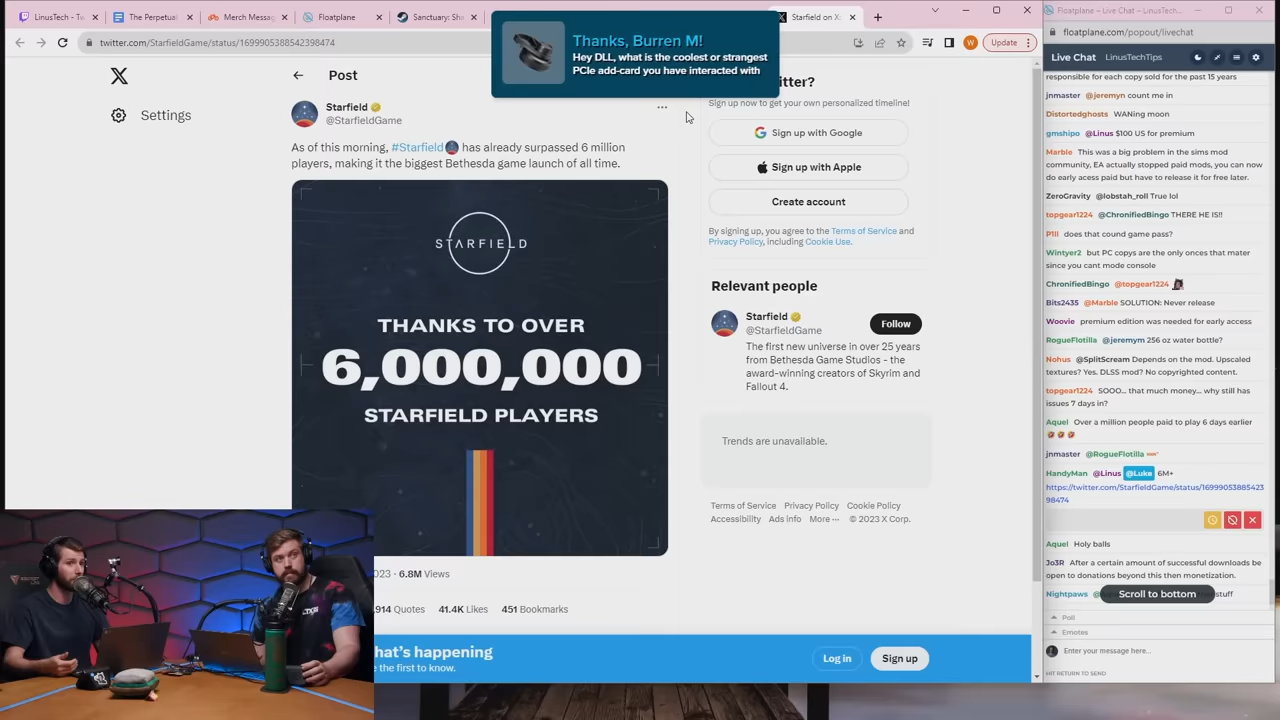 LinusTech - Tw
The Perpetual
Merch Messag
Floatplane
Sanctuary: Sh
Starfield on X
twitter.com/StarfieldGame/status/1699905388542398474
Update
Thanks, Burren M!
Hey DLL, what is the coolest or strangest
PCIe add-card you have interacted with
Settings
Post
Starfield
@StarfieldGame
As of this morning, #Starfield has already surpassed 6 million
players, making it the biggest Bethesda game launch of all time.
STARFIELD
THANKS TO OVER
6,000,000
STARFIELD PLAYERS
023 · 6.8M Views
914 Quotes 41.4K Likes 451 Bookmarks
itter?
Sign up now to get your own personalized timeline!
Sign up with Google
Sign up with Apple
Create account
By signing up, you agree to the Terms of Service and
Privacy Policy, including Cookie Use.
Relevant people
Starfield
@StarfieldGame
Follow
The first new universe in over 25 years
from Bethesda Game Studios - the
award-winning creators of Skyrim and
Fallout 4.
Trends are unavailable.
Terms of Service Privacy Policy Cookie Policy
Accessibility Ads info More ··· © 2023 X Corp.
hat's happening
e the first to know.
Log in
Sign up
Floatplane – Live Chat – LinusTech
floatplane.com/popout/livechat
Live Chat LinusTechTips
responsible for each copy sold for the past 15 years
jnmaster @jeremyn count me in
Distortedghosts WANing moon
gmshipo @Linus $100 US for premium
Marble This was a big problem in the sims mod
community, EA actually stopped paid mods, you can now
do early acess paid but have to release it for free later.
ZeroGravity @lobstah_roll True lol
topgear1224 @ChronifiedBingo THERE HE IS!!
P1ll does that cound game pass?
Wintyer2 but PC copys are the only onces that mater
since you cant mode console
ChronifiedBingo @topgear1224
Bits2435 @Marble SOLUTION: Never release
Woovie premium edition was needed for early access
RogueFlotilla @jeremym 256 oz water bottle?
Nohus @SplitScream Depends on the mod. Upscaled
textures? Yes. DLSS mod? No copyrighted content.
topgear1224 SOOO... that much money... why still has
issues 7 days in?
Aquel Over a million people paid to play 6 days earlier
jnmaster @RogueFlotilla
HandyMan @Linus @Luke 6M+
https://twitter.com/StarfieldGame/status/16999053885423
98474
Aquel Holy balls
Jo3R After a certain amount of successful downloads be
open to donations beyond this then monetization.
Nightpaws
stuff
Scroll to bottom
Poll
Emotes
Enter your message here...
HIT RETURN TO SEND!